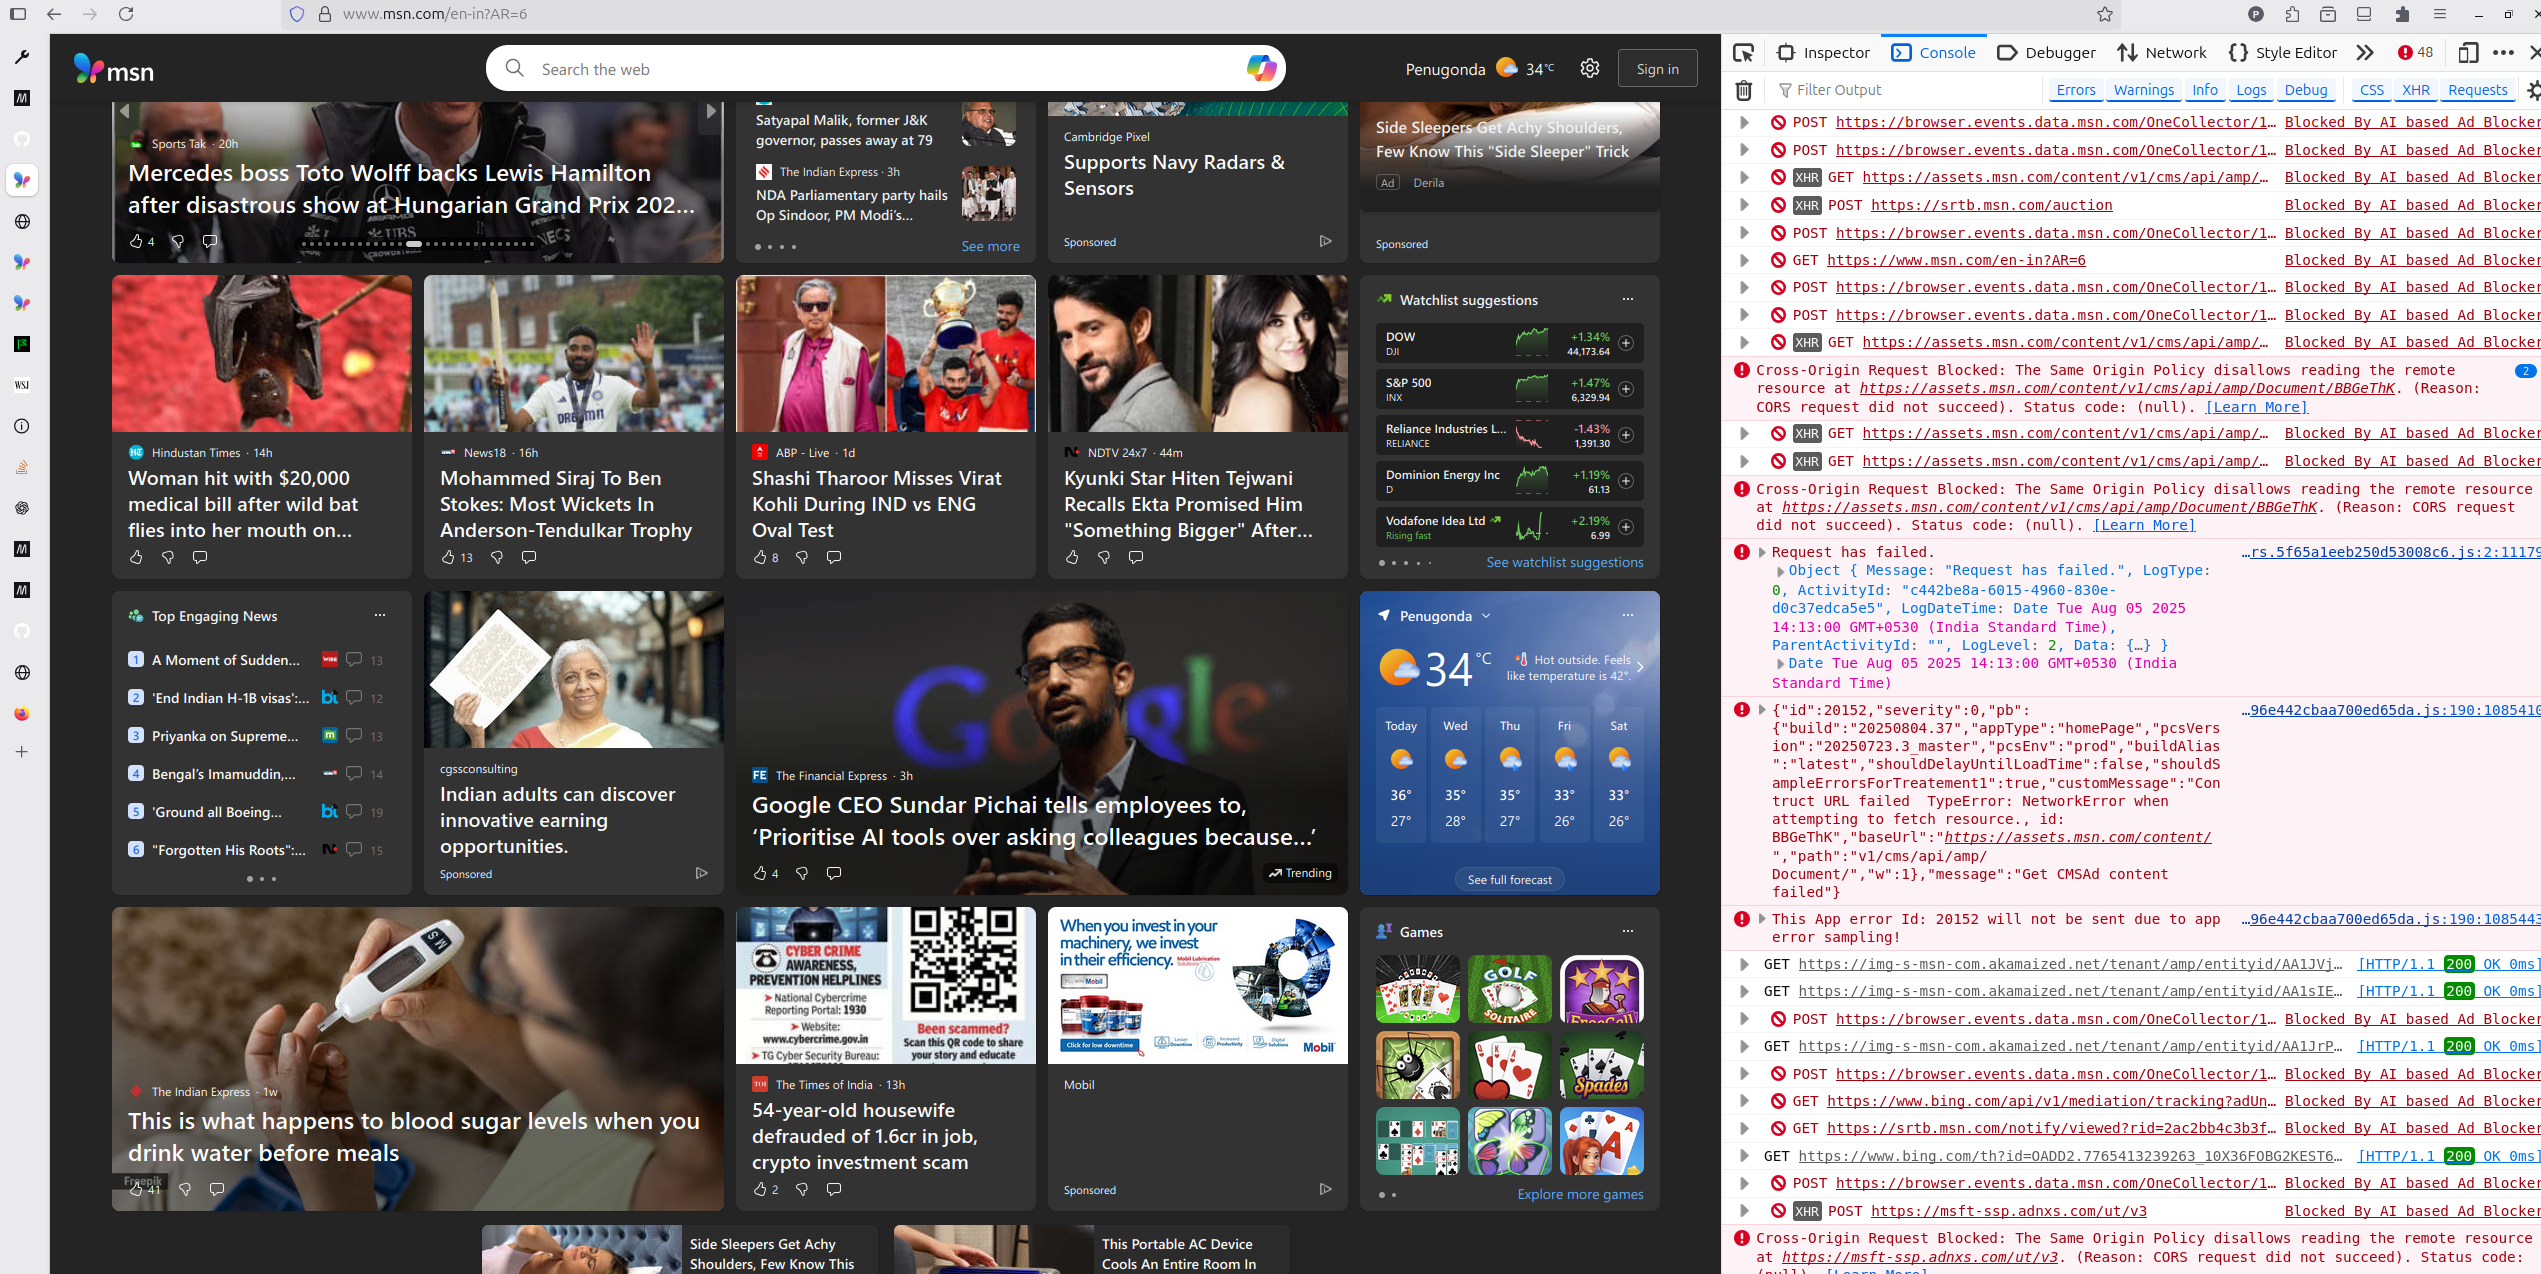 www.msn.com/en-in?AR=6
msn
Search the web
Penugonda
34°C
Sign in
Sports Tak · 20h
Mercedes boss Toto Wolff backs Lewis Hamilton
after disastrous show at Hungarian Grand Prix 202...
4
Satyapal Malik, former J&K
governor, passes away at 79
The Indian Express · 3h
NDA Parliamentary party hails
Op Sindoor, PM Modi's...
See more
Cambridge Pixel
Supports Navy Radars &
Sensors
Sponsored
Side Sleepers Get Achy Shoulders,
Few Know This "Side Sleeper" Trick
Ad Derila
Sponsored
Hindustan Times · 14h
Woman hit with $20,000
medical bill after wild bat
flies into her mouth on...
News18 · 16h
Mohammed Siraj To Ben
Stokes: Most Wickets In
Anderson-Tendulkar Trophy
13
ABP - Live · 1d
Shashi Tharoor Misses Virat
Kohli During IND vs ENG
Oval Test
8
NDTV 24x7 · 44m
Kyunki Star Hiten Tejwani
Recalls Ekta Promised Him
"Something Bigger" After...
Watchlist suggestions
DOW +1.34%
DJI 44,173.64
S&P 500 +1.47%
INX 6,329.94
Reliance Industries L... -1.43%
RELIANCE 1,391.30
Dominion Energy Inc +1.19%
D 61.13
Vodafone Idea Ltd +2.19%
Rising fast 6.99
See watchlist suggestions
Top Engaging News
1 A Moment of Sudden... 13
2 'End Indian H-1B visas':... 12
3 Priyanka on Supreme... 13
4 Bengal's Imamuddin,... 14
5 'Ground all Boeing... 19
6 "Forgotten His Roots":... 15
cgssconsulting
Indian adults can discover
innovative earning
opportunities.
Sponsored
Google
The Financial Express · 3h
Google CEO Sundar Pichai tells employees to,
‘Prioritise AI tools over asking colleagues because...’
4
Trending
Penugonda
34°C
Hot outside. Feels
like temperature is 42°.
Today Wed Thu Fri Sat
36° 35° 35° 33° 33°
27° 28° 27° 26° 26°
See full forecast
The Indian Express · 1w
This is what happens to blood sugar levels when you
drink water before meals
Freepik
41
CYBER CRIME
AWARENESS,
PREVENTION HELPLINES
➤ National Cybercrime
Reporting Portal: 1930
➤ Website:
www.cybercrime.gov.in
➤ TG Cyber Security Bureau:
Been scammed?
Scan this QR code to share
your story and educate
The Times of India · 13h
54-year-old housewife
defrauded of 1.6cr in job,
crypto investment scam
2
When you invest in your
machinery, we invest
in their efficiency.
Mobil Lubrication
Solutions
Click for low downtime
Mobil
Mobil
Sponsored
Games
GOLF
SOLITAIRE
FreeCell
Spades
Explore more games
Side Sleepers Get Achy
Shoulders, Few Know This
This Portable AC Device
Cools An Entire Room In
Inspector Console Debugger Network Style Editor 48
Filter Output
Errors Warnings Info Logs Debug CSS XHR Requests
POST https://browser.events.data.msn.com/OneCollector/1… Blocked By AI based Ad Blocker
POST https://browser.events.data.msn.com/OneCollector/1… Blocked By AI based Ad Blocker
XHR GET https://assets.msn.com/content/v1/cms/api/amp/… Blocked By AI based Ad Blocker
XHR POST https://srtb.msn.com/auction Blocked By AI based Ad Blocker
POST https://browser.events.data.msn.com/OneCollector/1… Blocked By AI based Ad Blocker
GET https://www.msn.com/en-in?AR=6 Blocked By AI based Ad Blocker
POST https://browser.events.data.msn.com/OneCollector/1… Blocked By AI based Ad Blocker
POST https://browser.events.data.msn.com/OneCollector/1… Blocked By AI based Ad Blocker
XHR GET https://assets.msn.com/content/v1/cms/api/amp/… Blocked By AI based Ad Blocker
Cross-Origin Request Blocked: The Same Origin Policy disallows reading the remote 2
resource at https://assets.msn.com/content/v1/cms/api/amp/Document/BBGeThK. (Reason:
CORS request did not succeed). Status code: (null). [Learn More]
XHR GET https://assets.msn.com/content/v1/cms/api/amp/… Blocked By AI based Ad Blocker
XHR GET https://assets.msn.com/content/v1/cms/api/amp/… Blocked By AI based Ad Blocker
Cross-Origin Request Blocked: The Same Origin Policy disallows reading the remote resource
at https://assets.msn.com/content/v1/cms/api/amp/Document/BBGeThK. (Reason: CORS request
did not succeed). Status code: (null). [Learn More]
Request has failed. …rs.5f65a1eeb250d53008c6.js:2:11179
Object { Message: "Request has failed.", LogType:
0, ActivityId: "c442be8a-6015-4960-830e-
d0c37edca5e5", LogDateTime: Date Tue Aug 05 2025
14:13:00 GMT+0530 (India Standard Time),
ParentActivityId: "", LogLevel: 2, Data: {…} }
Date Tue Aug 05 2025 14:13:00 GMT+0530 (India
Standard Time)
{"id":20152,"severity":0,"pb": …96e442cbaa700ed65da.js:190:1085410
{"build":"20250804.37","appType":"homePage","pcsVers
ion":"20250723.3_master","pcsEnv":"prod","buildAlias
":"latest","shouldDelayUntilLoadTime":false,"shouldS
ampleErrorsForTreatement1":true,"customMessage":"Con
truct URL failed  TypeError: NetworkError when
attempting to fetch resource., id:
BBGeThK","baseUrl":"https://assets.msn.com/content/
","path":"v1/cms/api/amp/
Document/","w":1},"message":"Get CMSAd content
failed"}
This App error Id: 20152 will not be sent due to app …96e442cbaa700ed65da.js:190:1085443
error sampling!
GET https://img-s-msn-com.akamaized.net/tenant/amp/entityid/AA1JVj… [HTTP/1.1 200 OK 0ms]
GET https://img-s-msn-com.akamaized.net/tenant/amp/entityid/AA1sIE… [HTTP/1.1 200 OK 0ms]
POST https://browser.events.data.msn.com/OneCollector/1… Blocked By AI based Ad Blocker
GET https://img-s-msn-com.akamaized.net/tenant/amp/entityid/AA1JrP… [HTTP/1.1 200 OK 0ms]
POST https://browser.events.data.msn.com/OneCollector/1… Blocked By AI based Ad Blocker
GET https://www.bing.com/api/v1/mediation/tracking?adUn… Blocked By AI based Ad Blocker
GET https://srtb.msn.com/notify/viewed?rid=2ac2bb4c3b3f… Blocked By AI based Ad Blocker
GET https://www.bing.com/th?id=OADD2.7765413239263_10X36FOBG2KEST6… [HTTP/1.1 200 OK 0ms]
POST https://browser.events.data.msn.com/OneCollector/1… Blocked By AI based Ad Blocker
XHR POST https://msft-ssp.adnxs.com/ut/v3 Blocked By AI based Ad Blocker
Cross-Origin Request Blocked: The Same Origin Policy disallows reading the remote resource
at https://msft-ssp.adnxs.com/ut/v3. (Reason: CORS request did not succeed). Status code:
(null). [Learn More]